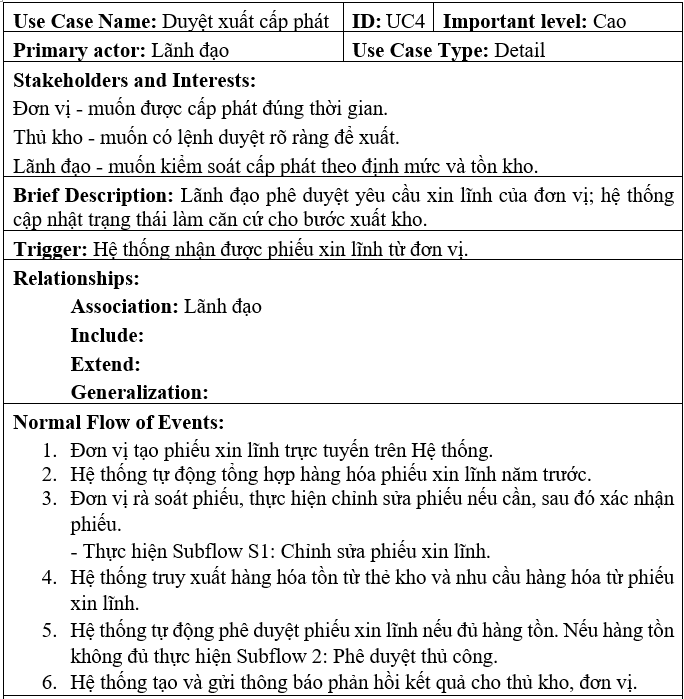 Use Case Name: Duyệt xuất cấp phát ID: UC4 Important level: Cao
Primary actor: Lãnh đạo Use Case Type: Detail
Stakeholders and Interests:
Đơn vị - muốn được cấp phát đúng thời gian.
Thủ kho - muốn có lệnh duyệt rõ ràng để xuất.
Lãnh đạo - muốn kiểm soát cấp phát theo định mức và tồn kho.
Brief Description: Lãnh đạo phê duyệt yêu cầu xin lĩnh của đơn vị; hệ thống
cập nhật trạng thái làm căn cứ cho bước xuất kho.
Trigger: Hệ thống nhận được phiếu xin lĩnh từ đơn vị.
Relationships:
Association: Lãnh đạo
Include:
Extend:
Generalization:
Normal Flow of Events:
1. Đơn vị tạo phiếu xin lĩnh trực tuyến trên Hệ thống.
2. Hệ thống tự động tổng hợp hàng hóa phiếu xin lĩnh năm trước.
3. Đơn vị rà soát phiếu, thực hiện chỉnh sửa phiếu nếu cần, sau đó xác nhận
phiếu.
- Thực hiện Subflow S1: Chỉnh sửa phiếu xin lĩnh.
4. Hệ thống truy xuất hàng hóa tồn từ thẻ kho và nhu cầu hàng hóa từ phiếu
xin lĩnh.
5. Hệ thống tự động phê duyệt phiếu xin lĩnh nếu đủ hàng tồn. Nếu hàng tồn
không đủ thực hiện Subflow 2: Phê duyệt thủ công.
6. Hệ thống tạo và gửi thông báo phản hồi kết quả cho thủ kho, đơn vị.